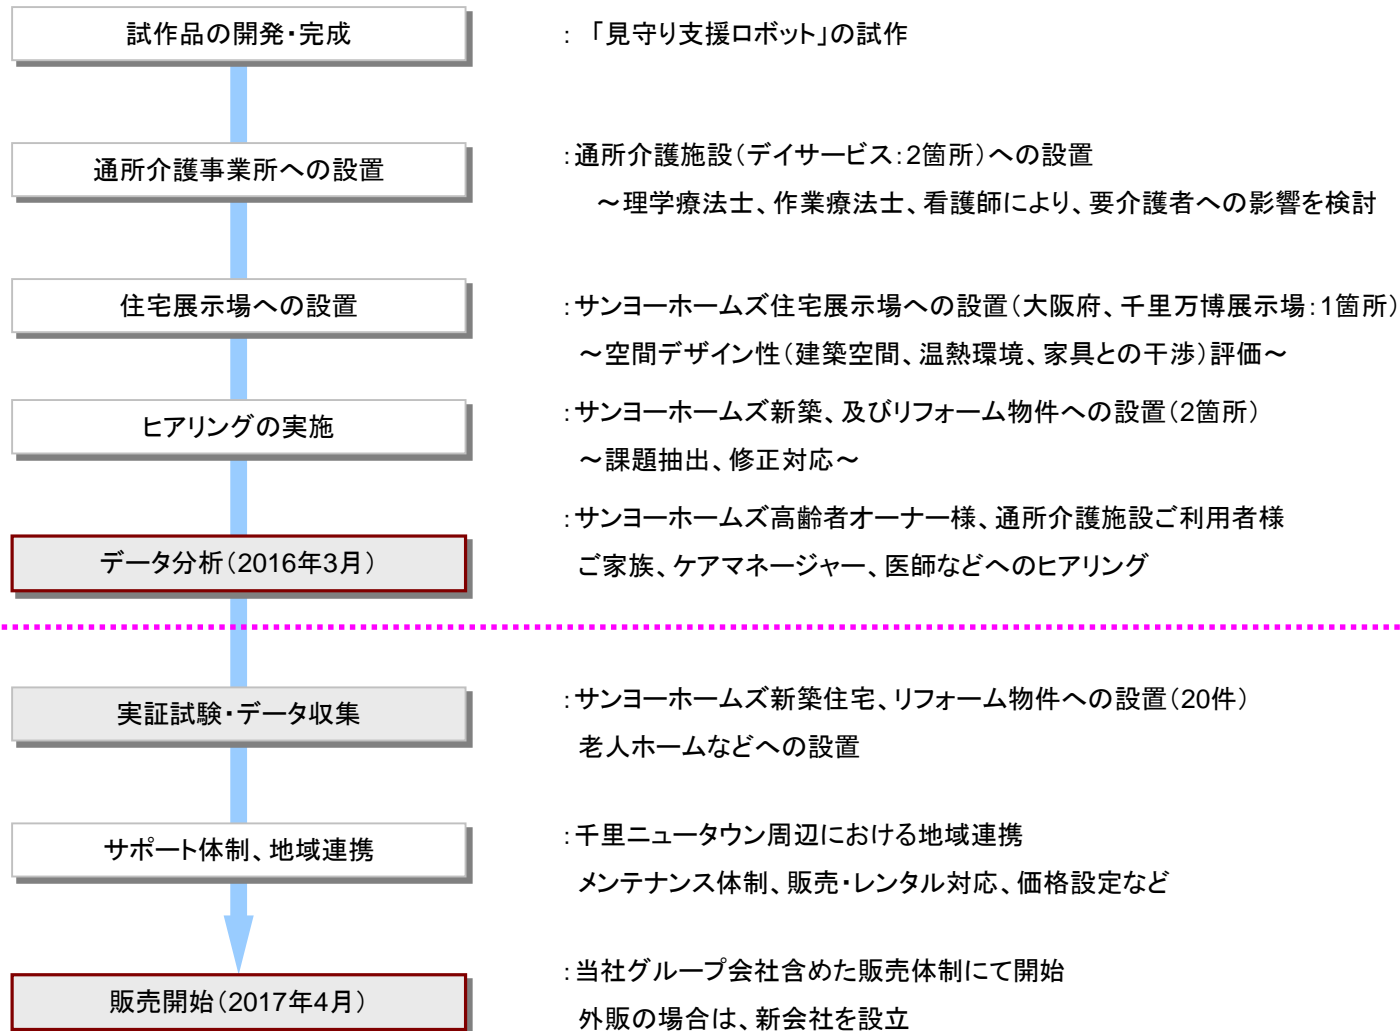 試作品の開発・完成
：「見守り支援ロボット」の試作
通所介護事業所への設置
：通所介護施設（デイサービス：2箇所）への設置
～理学療法士、作業療法士、看護師により、要介護者への影響を検討
住宅展示場への設置
：サンヨーホームズ住宅展示場への設置（大阪府、千里万博展示場：1箇所）
～空間デザイン性（建築空間、温熱環境、家具との干渉）評価～
ヒアリングの実施
：サンヨーホームズ新築、及びリフォーム物件への設置（2箇所）
～課題抽出、修正対応～
データ分析（2016年3月）
：サンヨーホームズ高齢者オーナー様、通所介護施設ご利用者様
ご家族、ケアマネージャー、医師などへのヒアリング
実証試験・データ収集
：サンヨーホームズ新築住宅、リフォーム物件への設置（20件）
老人ホームなどへの設置
サポート体制、地域連携
：千里ニュータウン周辺における地域連携
メンテナンス体制、販売・レンタル対応、価格設定など
販売開始（2017年4月）
：当社グループ会社含めた販売体制にて開始
外販の場合は、新会社を設立